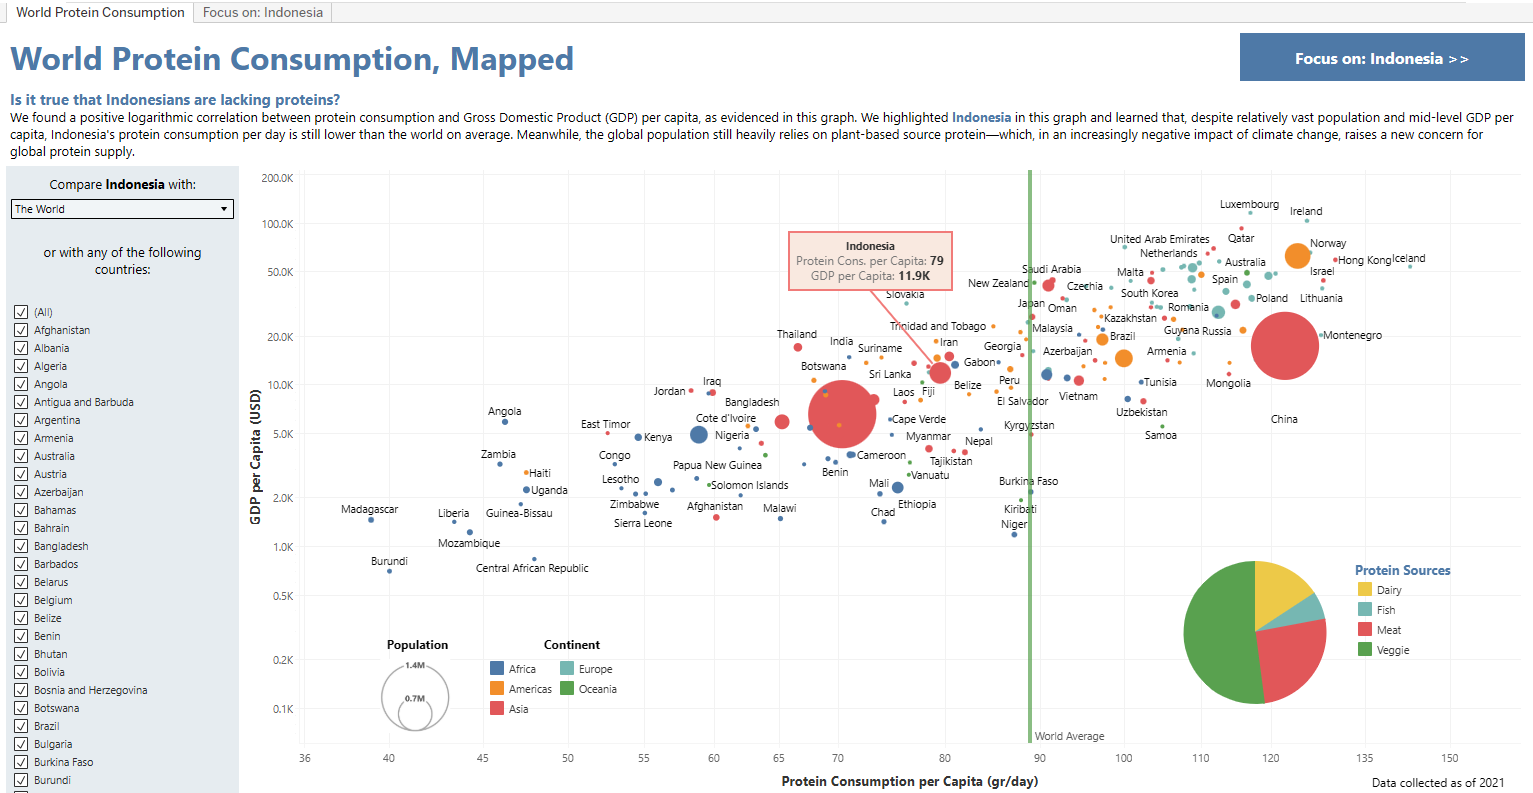 World Protein Consumption
Focus on: Indonesia
World Protein Consumption, Mapped
Focus on: Indonesia >>
Is it true that Indonesians are lacking proteins?
We found a positive logarithmic correlation between protein consumption and Gross Domestic Product (GDP) per capita, as evidenced in this graph. We highlighted Indonesia in this graph and learned that, despite relatively vast population and mid-level GDP per
capita, Indonesia's protein consumption per day is still lower than the world on average. Meanwhile, the global population still heavily relies on plant-based source protein—which, in an increasingly negative impact of climate change, raises a new concern for
global protein supply.
Compare Indonesia with:
The World
or with any of the following
countries:
(All)
Afghanistan
Albania
Algeria
Angola
Antigua and Barbuda
Argentina
Armenia
Australia
Austria
Azerbaijan
Bahamas
Bahrain
Bangladesh
Barbados
Belarus
Belgium
Belize
Benin
Bhutan
Bolivia
Bosnia and Herzegovina
Botswana
Brazil
Bulgaria
Burkina Faso
Burundi
GDP per Capita (USD)
200.0K
100.0K
50.0K
20.0K
10.0K
5.0K
2.0K
1.0K
0.5K
0.2K
0.1K
Luxembourg
Ireland
United Arab Emirates
Qatar
Norway
Netherlands
Australia
Hong Kong
Iceland
Israel
Saudi Arabia
Malta
Spain
New Zealand
Czechia
South Korea
Poland
Lithuania
Japan
Oman
Romania
Kazakhstan
Malaysia
Brazil
Guyana
Russia
Montenegro
Georgia
Azerbaijan
Armenia
Mongolia
Peru
Tunisia
El Salvador
Vietnam
Uzbekistan
China
Kyrgyzstan
Samoa
Indonesia
Protein Cons. per Capita: 79
GDP per Capita: 11.9K
Slovakia
Trinidad and Tobago
Thailand
India
Suriname
Iran
Gabon
Botswana
Sri Lanka
Belize
Jordan
Iraq
Laos
Fiji
Bangladesh
Angola
Cote d'Ivoire
Cape Verde
East Timor
Kenya
Nigeria
Myanmar
Nepal
Zambia
Congo
Papua New Guinea
Cameroon
Tajikistan
Haiti
Benin
Vanuatu
Lesotho
Solomon Islands
Mali
Burkina Faso
Uganda
Zimbabwe
Afghanistan
Malawi
Ethiopia
Madagascar
Liberia
Guinea-Bissau
Sierra Leone
Chad
Kiribati
Niger
Mozambique
Burundi
Central African Republic
Population
1.4M
0.7M
Continent
Africa
Europe
Americas
Oceania
Asia
Protein Sources
Dairy
Fish
Meat
Veggie
World Average
36
40
45
50
55
60
65
70
80
90
100
110
120
135
150
Protein Consumption per Capita (gr/day)
Data collected as of 2021